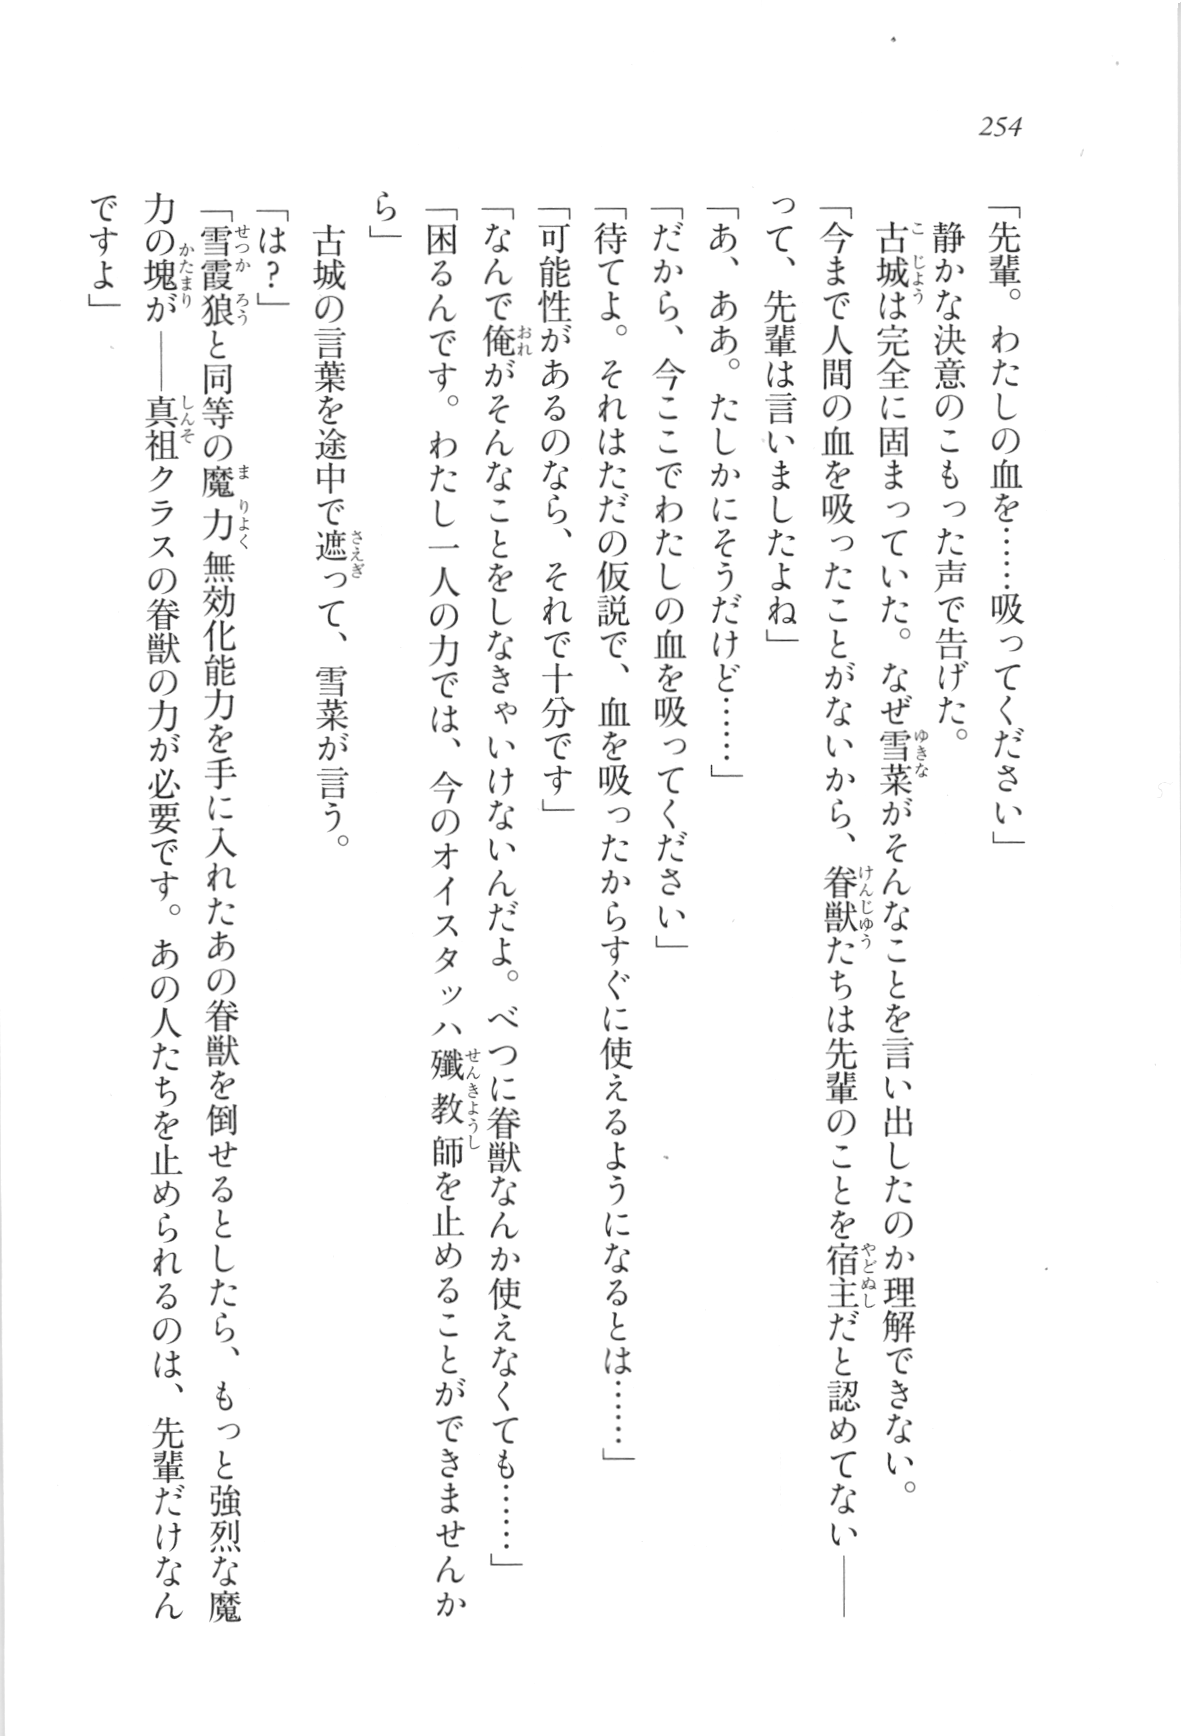 254
「先輩。わたしの血を……吸ってください」
静かな決意のこもった声で告げた。
古城は完全に固まっていた。なぜ雪菜がそんなことを言い出したのか理解できない。
「今まで人間の血を吸ったことがないから、眷獣たちは先輩のことを宿主だと認めてない――
って、先輩は言いましたよね」
「あ、ああ。たしかにそうだけど……」
「だから、今ここでわたしの血を吸ってください」
「待てよ。それはただの仮説で、血を吸ったからすぐに使えるようになるとは……」
「可能性があるのなら、それで十分です」
「なんで俺がそんなことをしなきゃいけないんだよ。べつに眷獣なんか使えなくても……」
「困るんです。わたし一人の力では、今のオイスタッハ殲教師を止めることができませんか
ら」
古城の言葉を途中で遮って、雪菜が言う。
「は？」
「雪霞狼と同等の魔力無効化能力を手に入れたあの眷獣を倒せるとしたら、もっと強烈な魔
力の塊が――真祖クラスの眷獣の力が必要です。あの人たちを止められるのは、先輩だけなん
ですよ」